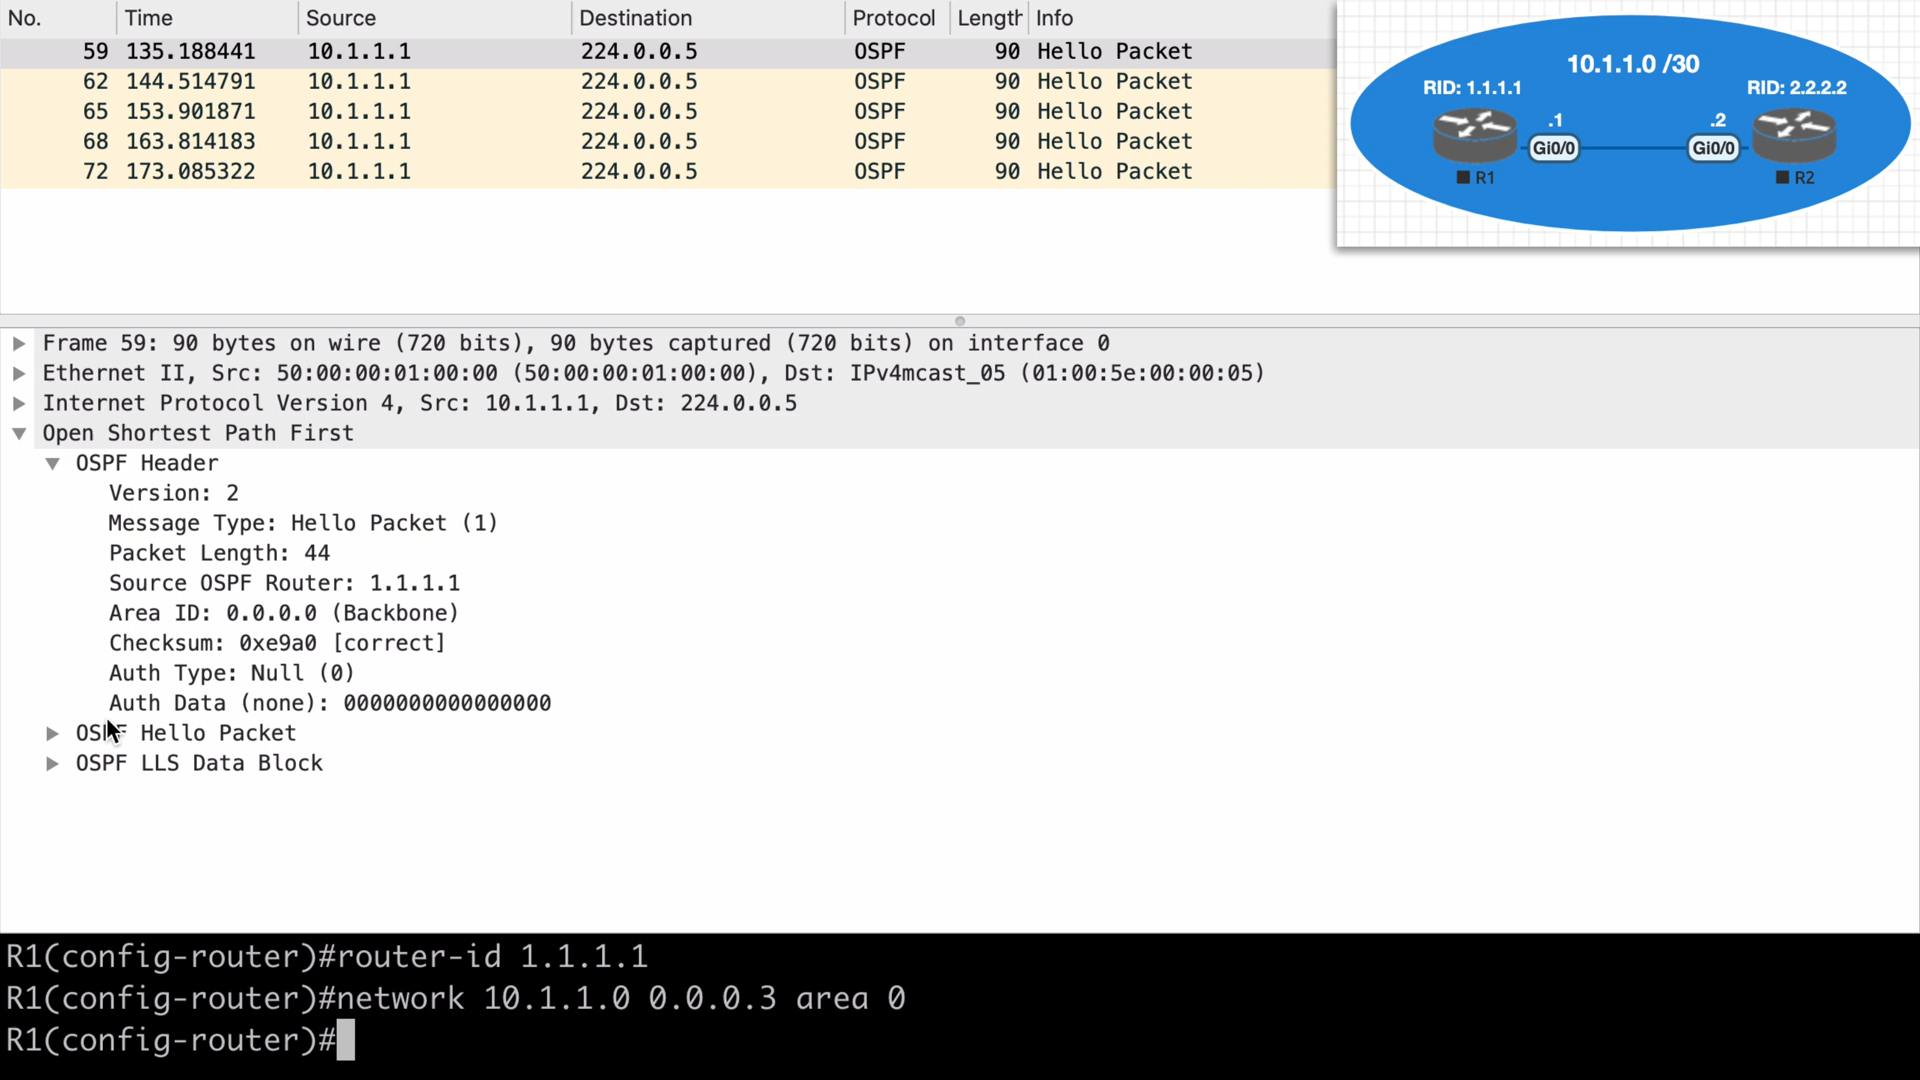 No. Time Source Destination Protocol Length Info
59 135.188441 10.1.1.1 224.0.0.5 OSPF 90 Hello Packet
62 144.514791 10.1.1.1 224.0.0.5 OSPF 90 Hello Packet
65 153.901871 10.1.1.1 224.0.0.5 OSPF 90 Hello Packet
68 163.814183 10.1.1.1 224.0.0.5 OSPF 90 Hello Packet
72 173.085322 10.1.1.1 224.0.0.5 OSPF 90 Hello Packet
10.1.1.0 /30
RID: 1.1.1.1 RID: 2.2.2.2
.1 .2
Gi0/0 Gi0/0
R1 R2
Frame 59: 90 bytes on wire (720 bits), 90 bytes captured (720 bits) on interface 0
Ethernet II, Src: 50:00:00:01:00:00 (50:00:00:01:00:00), Dst: IPv4mcast_05 (01:00:5e:00:00:05)
Internet Protocol Version 4, Src: 10.1.1.1, Dst: 224.0.0.5
Open Shortest Path First
OSPF Header
Version: 2
Message Type: Hello Packet (1)
Packet Length: 44
Source OSPF Router: 1.1.1.1
Area ID: 0.0.0.0 (Backbone)
Checksum: 0xe9a0 [correct]
Auth Type: Null (0)
Auth Data (none): 0000000000000000
OSPF Hello Packet
OSPF LLS Data Block
R1(config-router)#router-id 1.1.1.1
R1(config-router)#network 10.1.1.0 0.0.0.3 area 0
R1(config-router)#